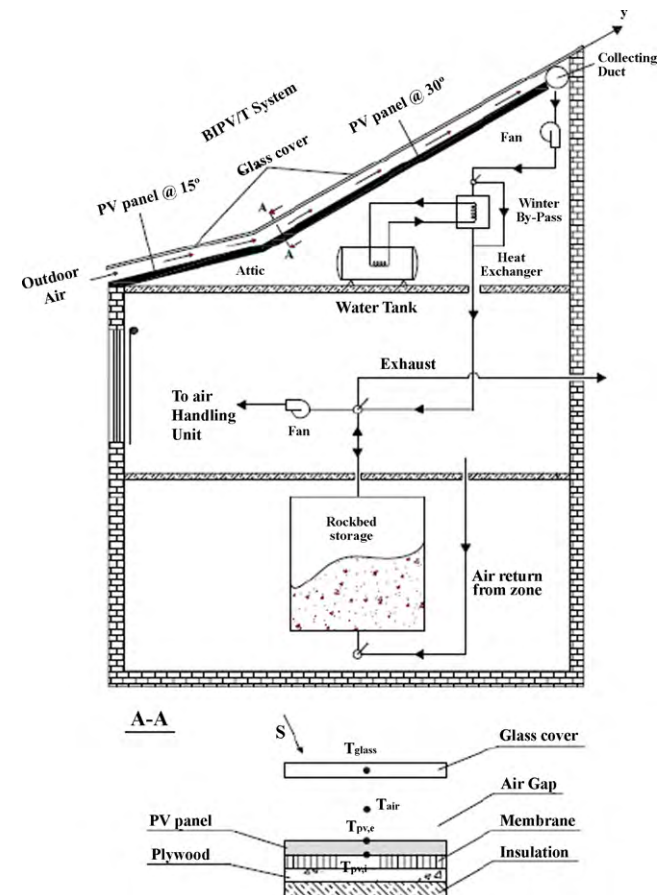 y
Collecting
Duct
BIPV/T System
PV panel @ 30º
Fan
Glass cover
PV panel @ 15º
A
A
Winter
By-Pass
Outdoor
Air
Attic
Heat
Exchanger
Water Tank
Exhaust
To air
Handling
Unit
Fan
Rockbed
storage
Air return
from zone
A-A
S
Tglass
Glass cover
Air Gap
Tair
PV panel
Tpv,e
Membrane
Plywood
Tpv,i
Insulation